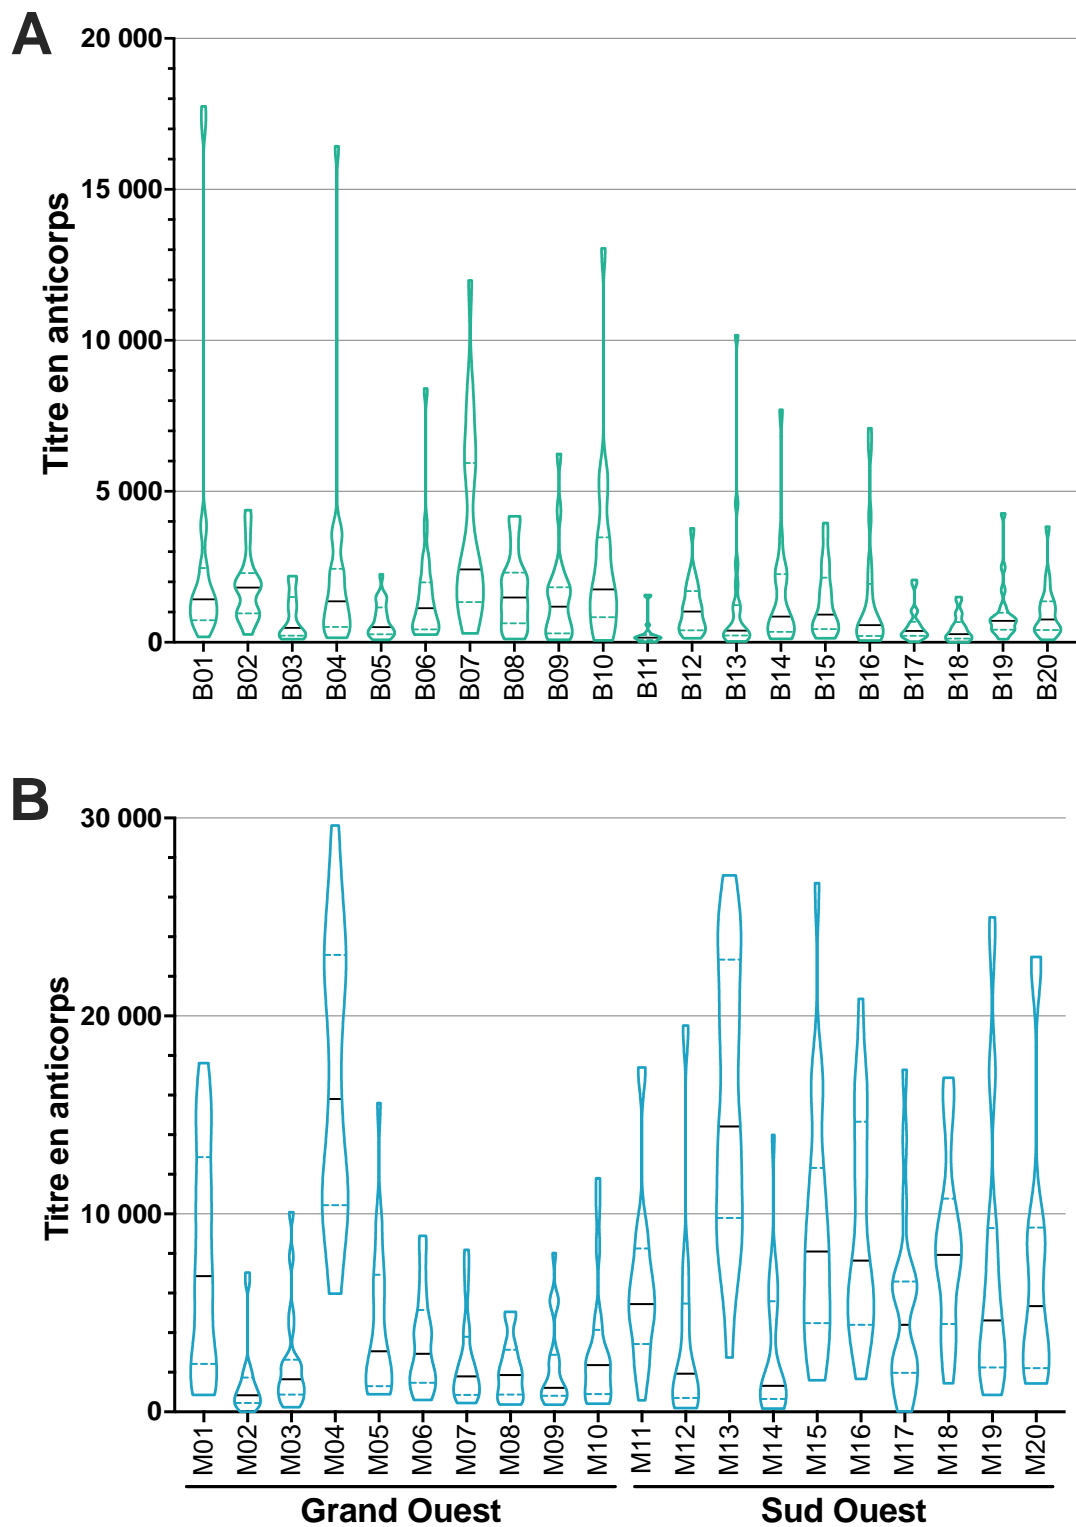 A
Titre en anticorps
20 000
15 000
10 000
5 000
0
B01 B02 B03 B04 B05 B06 B07 B08 B09 B10 B11 B12 B13 B14 B15 B16 B17 B18 B19 B20
B
Titre en anticorps
30 000
20 000
10 000
0
M01 M02 M03 M04 M05 M06 M07 M08 M09 M10 M11 M12 M13 M14 M15 M16 M17 M18 M19 M20
Grand Ouest Sud Ouest